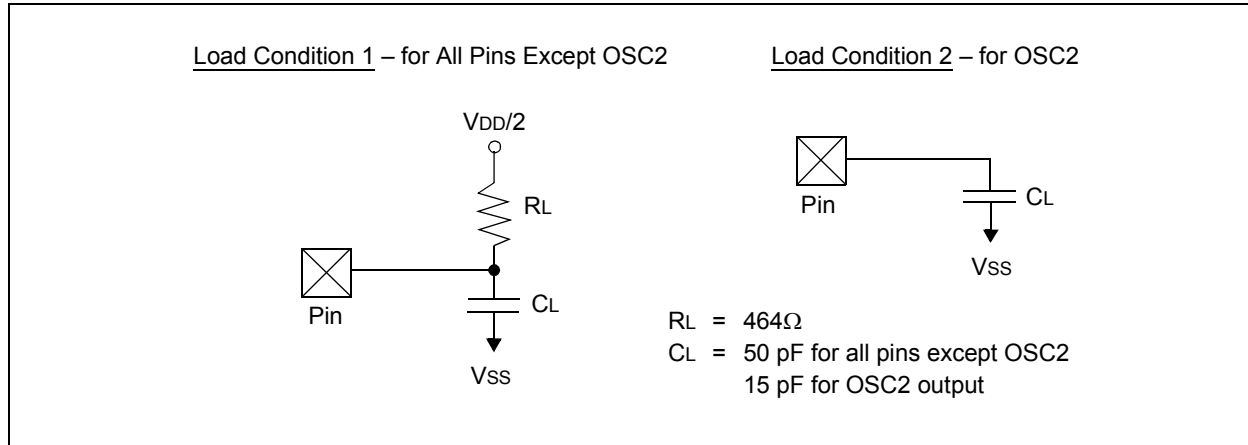 Load Condition 1 – for All Pins Except OSC2
VDD/2
RL
Pin
CL
VSS
Load Condition 2 – for OSC2
Pin
CL
VSS
RL = 464Ω
CL = 50 pF for all pins except OSC2
15 pF for OSC2 output